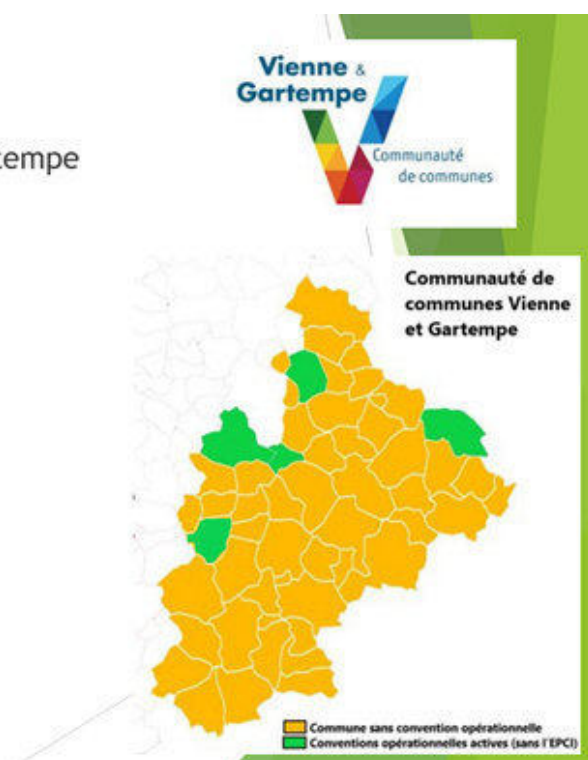 Vienne &
Gartempe
Communauté
de communes
tempe
Communauté de
communes Vienne
et Gartempe
Commune sans convention opérationnelle
Conventions opérationnelles actives (sans l'EPCI)